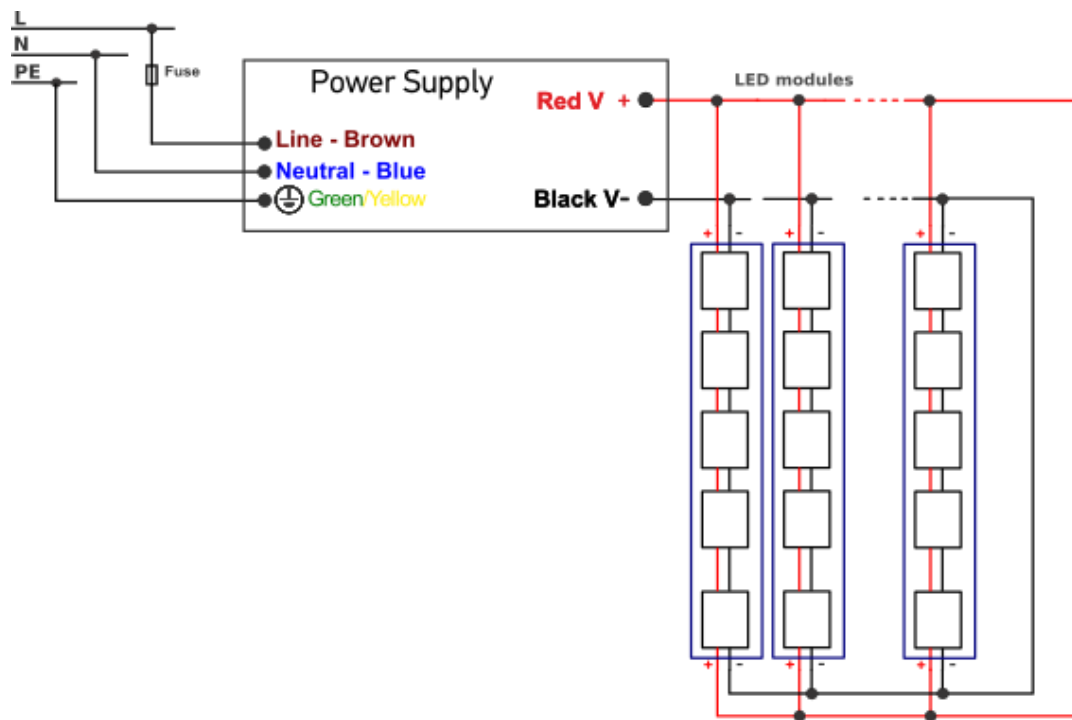 L
N
PE
Fuse
Power Supply
LED modules
Red V +
Line - Brown
Neutral - Blue
Green/Yellow
Black V-
+ -
+ -
+ -
+ -
+ -
+ -